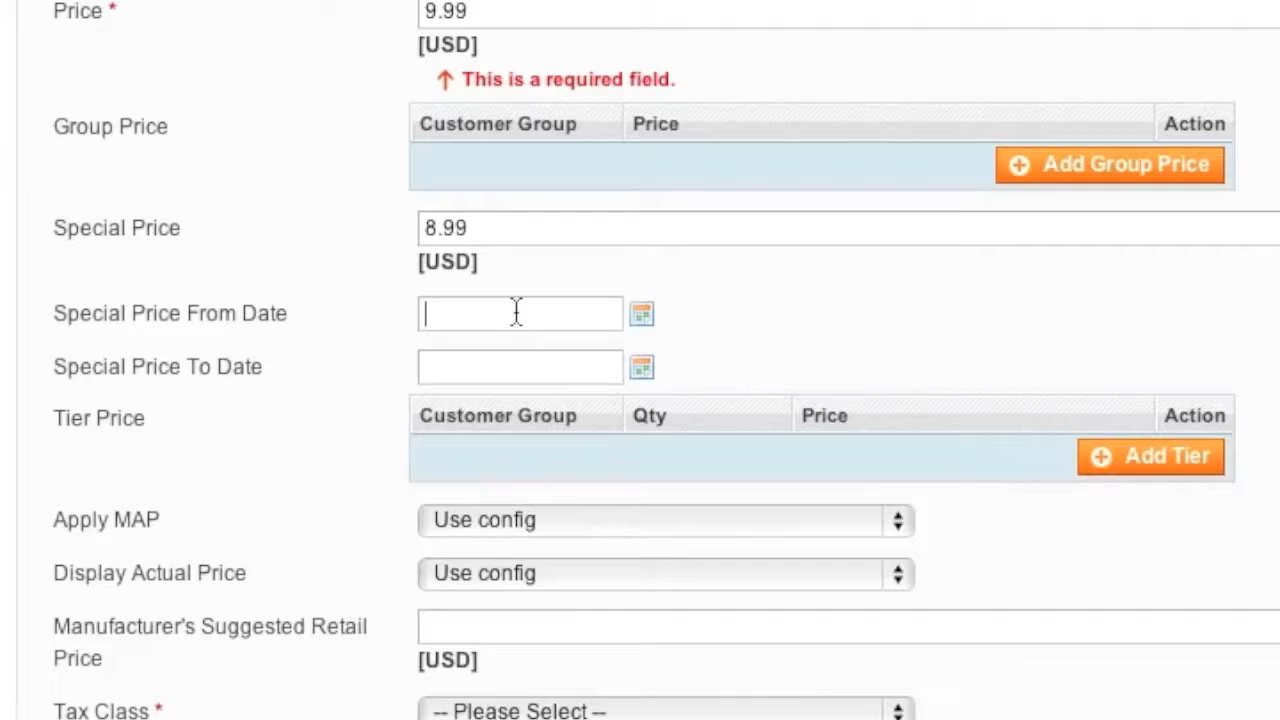 Price * 9.99
[USD]
This is a required field.
Group Price Customer Group Price Action
Add Group Price
Special Price 8.99
[USD]
Special Price From Date
Special Price To Date
Tier Price Customer Group Qty Price Action
Add Tier
Apply MAP Use config
Display Actual Price Use config
Manufacturer's Suggested Retail
Price [USD]
Tax Class * -- Please Select --